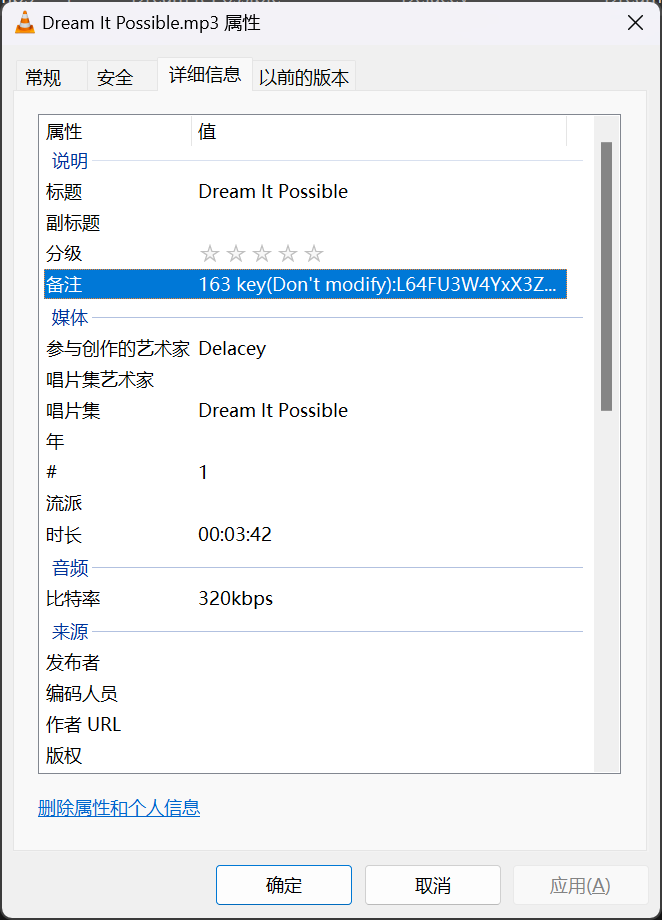 Dream It Possible.mp3 属性
常规 安全 详细信息 以前的版本
属性 值
说明
标题 Dream It Possible
副标题
分级
备注 163 key(Don't modify):L64FU3W4YxX3Z...
媒体
参与创作的艺术家 Delacey
唱片集艺术家
唱片集 Dream It Possible
年
# 1
流派
时长 00:03:42
音频
比特率 320kbps
来源
发布者
编码人员
作者 URL
版权
删除属性和个人信息
确定 取消 应用(A)